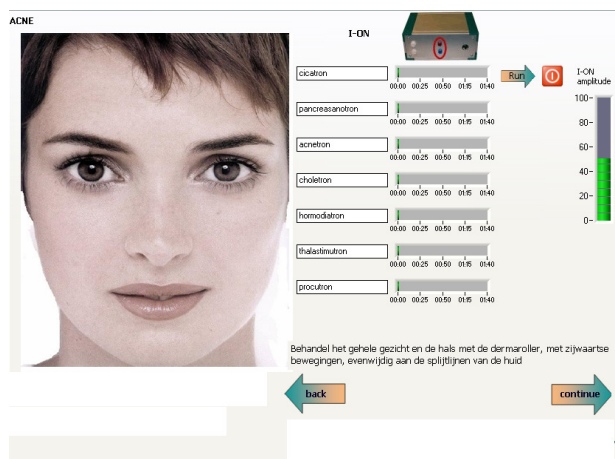 ACNE
I-ON
cicatron
00:00 00:25 00:50 01:15 01:40
Run
I-ON
amplitude
100-
80-
60-
40-
20-
0-
pancreasanotron
00:00 00:25 00:50 01:15 01:40
acnetron
00:00 00:25 00:50 01:15 01:40
choletron
00:00 00:25 00:50 01:15 01:40
hormodiatron
00:00 00:25 00:50 01:15 01:40
thalastimutron
00:00 00:25 00:50 01:15 01:40
procutron
00:00 00:25 00:50 01:15 01:40
Behandel het gehele gezicht en de hals met de dermaroller, met zijwaartse
bewegingen, evenwijdig aan de splijtlijnen van de huid
back
continue